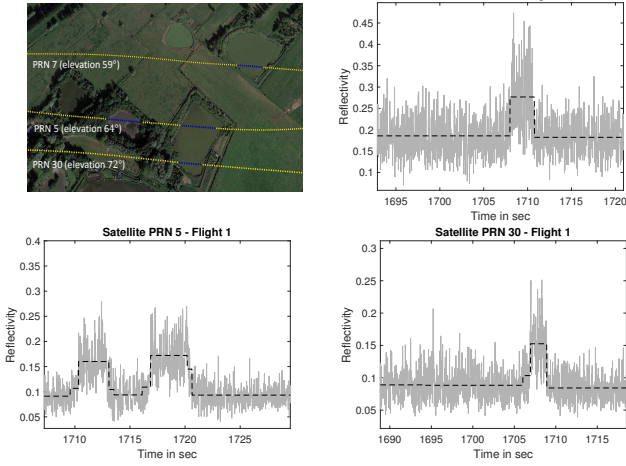 PRN 7 (elevation 59°)
PRN 5 (elevation 64°)
PRN 30 (elevation 72°)
Reflectivity
0.45
0.4
0.35
0.3
0.25
0.2
0.15
0.1
1695 1700 1705 1710 1715 1720
Time in sec
Satellite PRN 5 - Flight 1
Reflectivity
0.4
0.35
0.3
0.25
0.2
0.15
0.1
0.05
1710 1715 1720 1725
Time in sec
Satellite PRN 30 - Flight 1
Reflectivity
0.3
0.25
0.2
0.15
0.1
0.05
1690 1695 1700 1705 1710 1715
Time in sec